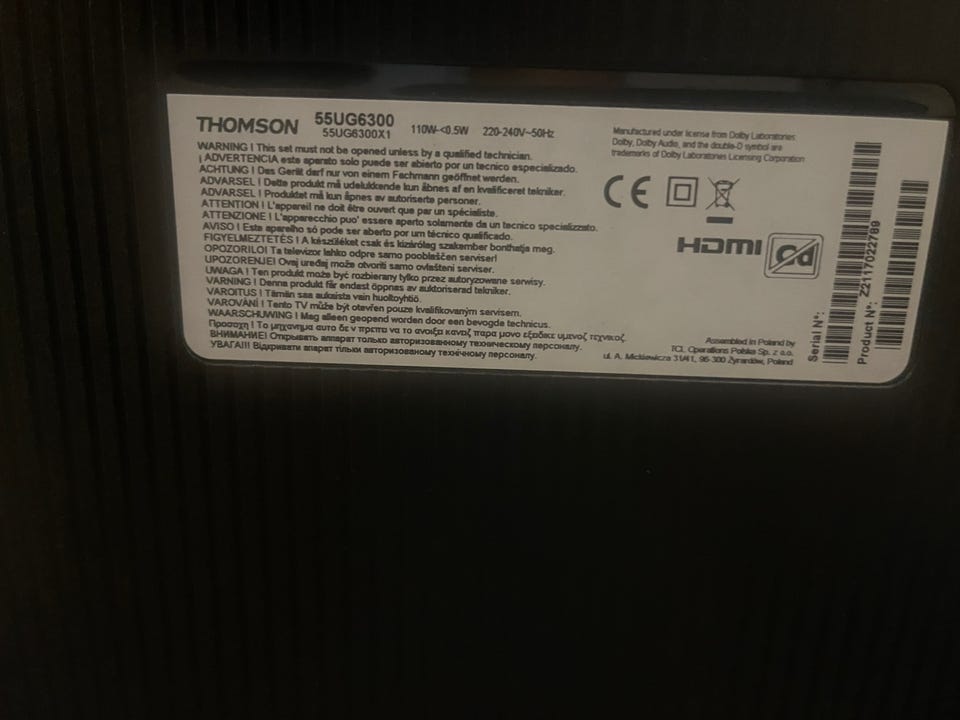 THOMSON 55UG6300
55UG6300X1 110W-<0.5W 220-240V~50Hz
WARNING ! This set must not be opened unless by a qualified technician.
¡ ADVERTENCIA este aparato solo puede ser abierto por un tecnico especializado.
ACHTUNG ! Das Gerät darf nur von einem Fachmann geöffnet werden.
ADVARSEL ! Dette produkt må udelukkende kun åbnes af en kvalificeret tekniker.
ADVARSEL ! Produktet må kun åpnes av autoriserte personer.
ATTENTION ! L'appareil ne doit être ouvert que par un spécialiste.
ATTENZIONE ! L'apparecchio puo' essere aperto solamente da un tecnico specializzato.
AVISO ! Este aparelho só pode ser aberto por um técnico qualificado.
FIGYELMEZTETÉS ! A készüléket csak és kizárólag szakember bonthatja meg.
OPOZORILO! Ta televizor lahko odpre samo pooblaščen serviser!
UPOZORENJE! Ovaj uređaj može otvoriti samo ovlašteni serviser.
UWAGA ! Ten produkt może być rozbierany tylko przez autoryzowane serwisy.
VARNING ! Denna produkt får endast öppnas av auktoriserad tekniker.
VAROITUS ! Tämän saa aukaista vain huoltoyhtiö.
VAROVÁNI ! Tento TV může být otevřen pouze kvalifikovaným servisem.
WAARSCHUWING ! Mag alleen geopend worden door een bevoegde technicus.
Προσοχη ! Το μηχανημα αυτο δε ν πρεπει να το ανοιξει κανας παρα μονο εξειδικε υμενος τεχνικος.
ВНИМАНИЕ! Открывать аппарат только авторизованному техническому персоналу.
УВАГА!!! Відкривати апарат тільки авторизованому технічному персоналу.
Manufactured under license from Dolby Laboratories.
Dolby, Dolby Audio, and the double-D symbol are
trademarks of Dolby Laboratories Licensing Corporation
CE
HDMI
Assembled in Poland by
TCL Operations Polska Sp. z o.o.
ul. A. Mickiewicza 31/41, 96-300 Żyrardów, Poland
Serial N°:
Z2117022789
Product N°: